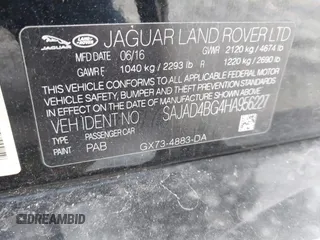 JAGUAR LAND ROVER JAGUAR LAND ROVER LTD
MFD 06/16 GVWR 2120 kg / 4674 lb
GAWR F 1040 kg / 2293 lb R 1220 kg / 2690 lb
THIS VEHICLE CONFORMS TO ALL APPLICABLE
FEDERAL MOTOR VEHICLE SAFETY, BUMPER
AND THEFT PREVENTION STANDARDS IN EFFECT
ON THE DATE OF MANUFACTURE SHOWN ABOVE.
VEH IDENT NO. SAJAD4BG4HA956227
TYPE PASSENGER CAR
PAINT PAB GX73-4883-DA
DREAMBID